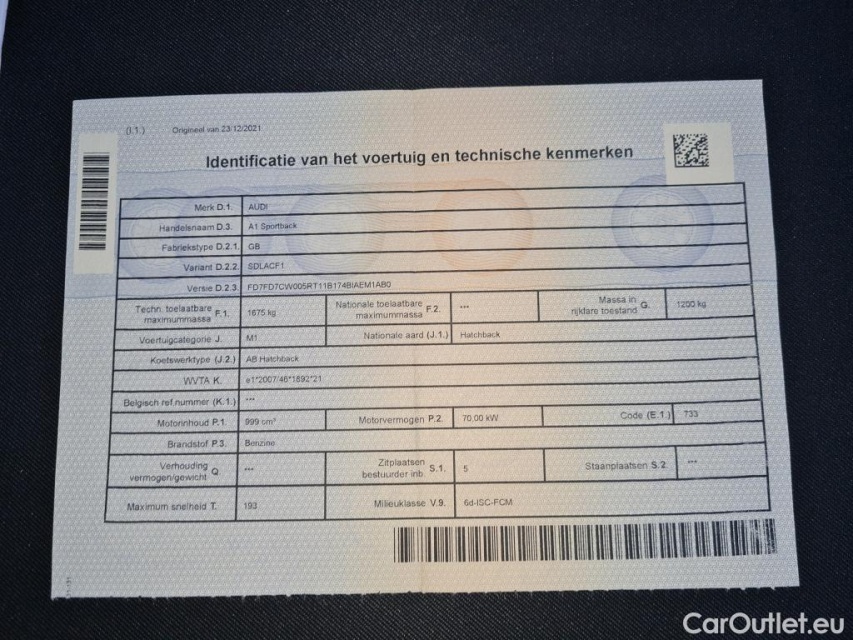 (I.1.) Origineel van 23/12/2021
Identificatie van het voertuig en technische kenmerken
Merk D.1. AUDI
Handelsnaam D.3. A1 Sportback
Fabriekstype D.2.1. GB
Variant D.2.2. SDLACF1
Versie D.2.3. FD7FD7CW005RT11B174BIAEM1AB0
Techn. toelaatbare maximummassa F.1. 1675 kg Nationale toelaatbare maximummassa F.2. --- Massa in rijklare toestand G. 1200 kg
Voertuigcategorie J. M1 Nationale aard (J.1.) Hatchback
Koetswerktype (J.2.) AB Hatchback
WVTA K. e1*2007/46*1892*21
Belgisch ref.nummer (K.1.) ---
Motorinhoud P.1. 999 cm³ Motorvermogen P.2. 70.00 kW Code (E.1.) 733
Brandstof P.3. Benzine
Verhouding vermogen/gewicht Q. --- Zitplaatsen bestuurder inb. S.1. 5 Staanplaatsen S.2. ---
Maximum snelheid T. 193 Milieuklasse V.9. 6d-ISC-FCM
CarOutlet.eu